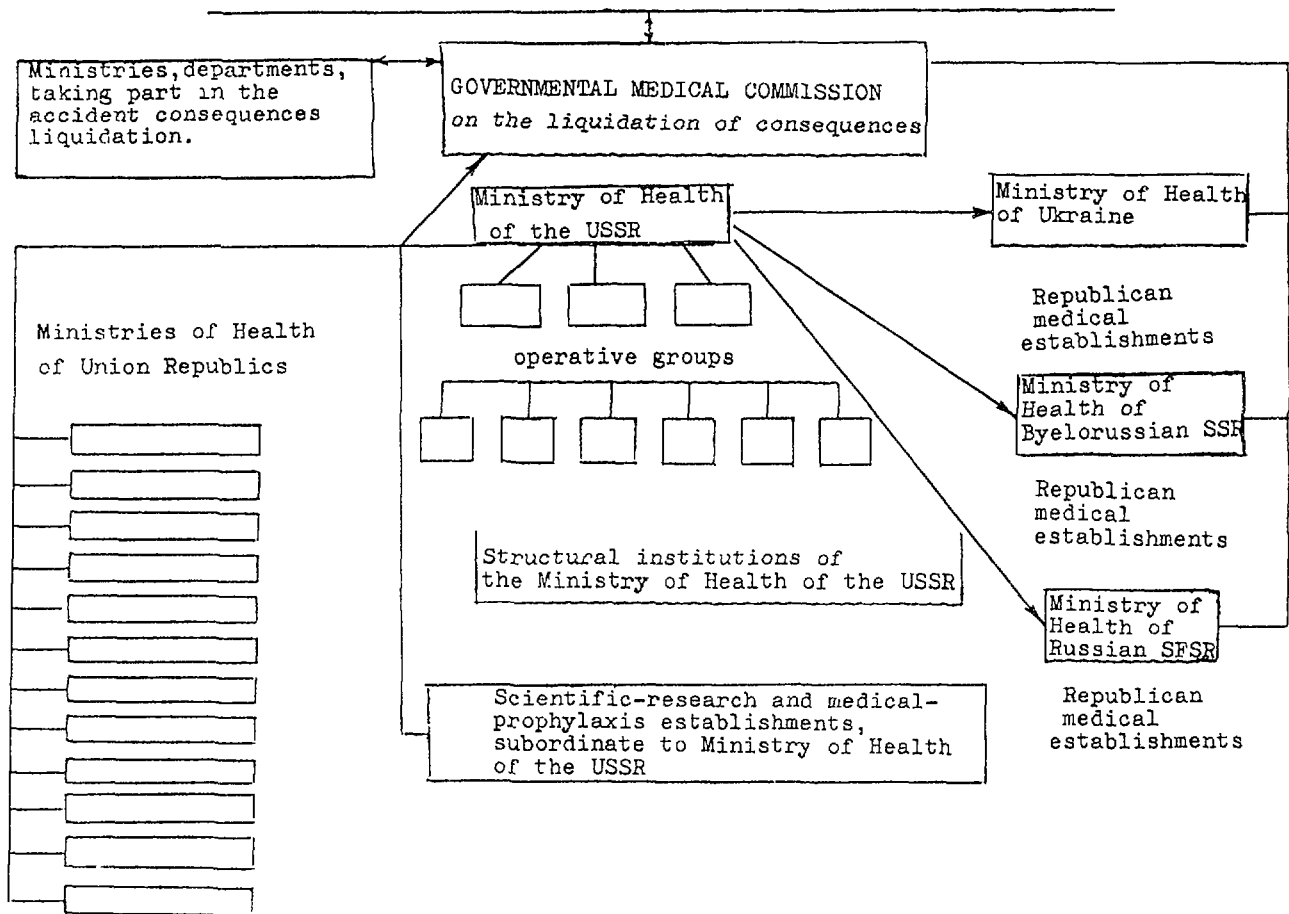 Ministries, departments,
taking part in the
accident consequences
liquidation.
GOVERNMENTAL MEDICAL COMMISSION
on the liquidation of consequences
Ministry of Health
of the USSR
Ministry of Health
of Ukraine
Republican
medical
establishments
Ministries of Health
of Union Republics
operative groups
Ministry of
Health of
Byelorussian SSR
Republican
medical
establishments
Structural institutions of
the Ministry of Health of the USSR
Ministry of
Health of
Russian SFSR
Republican
medical
establishments
Scientific-research and medical-
prophylaxis establishments,
subordinate to Ministry of Health
of the USSR